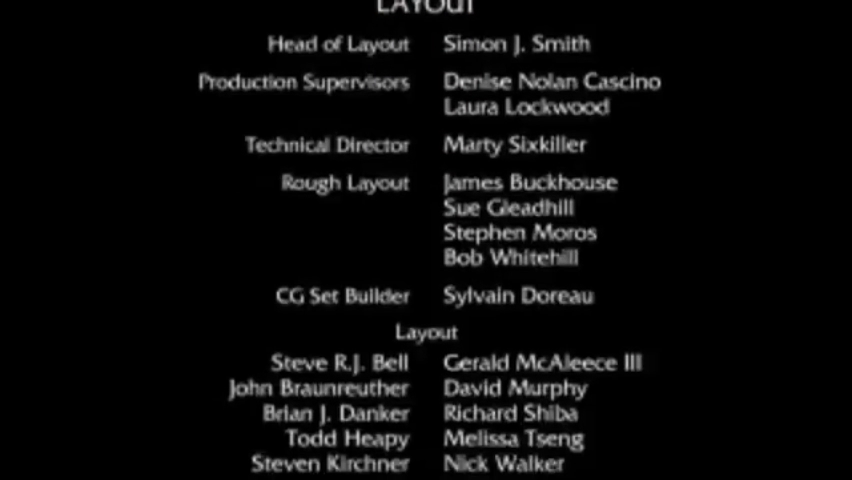 LAYOUT
Head of Layout Simon J. Smith
Production Supervisors Denise Nolan Cascino
Laura Lockwood
Technical Director Marty Sixkiller
Rough Layout James Buckhouse
Sue Gleadhill
Stephen Moros
Bob Whitehill
CG Set Builder Sylvain Doreau
Layout
Steve R.J. Bell Gerald McAleece III
John Braunreuther David Murphy
Brian J. Danker Richard Shiba
Todd Heapy Melissa Tseng
Steven Kirchner Nick Walker